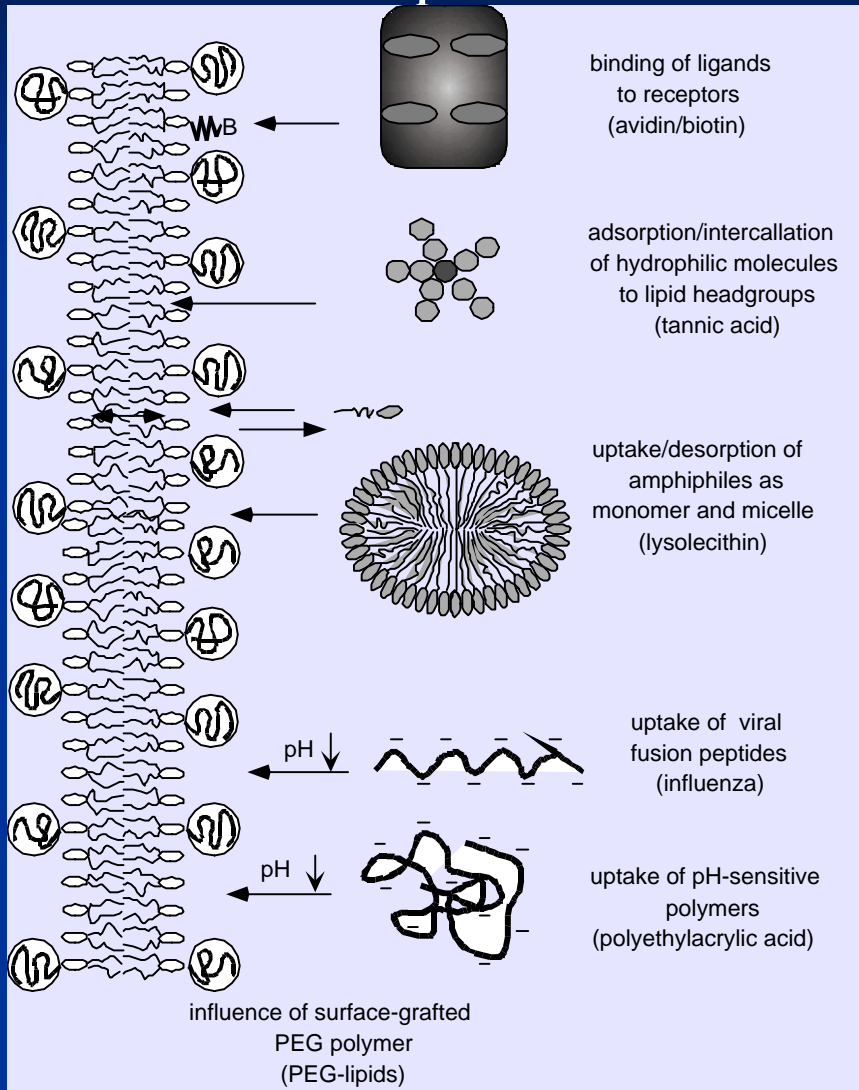 binding of ligands
to receptors
(avidin/biotin)
B
adsorption/intercallation
of hydrophilic molecules
to lipid headgroups
(tannic acid)
uptake/desorption of
amphiphiles as
monomer and micelle
(lysolecithin)
uptake of viral
fusion peptides
(influenza)
pH
uptake of pH-sensitive
polymers
(polyethylacrylic acid)
pH
influence of surface-grafted
PEG polymer
(PEG-lipids)